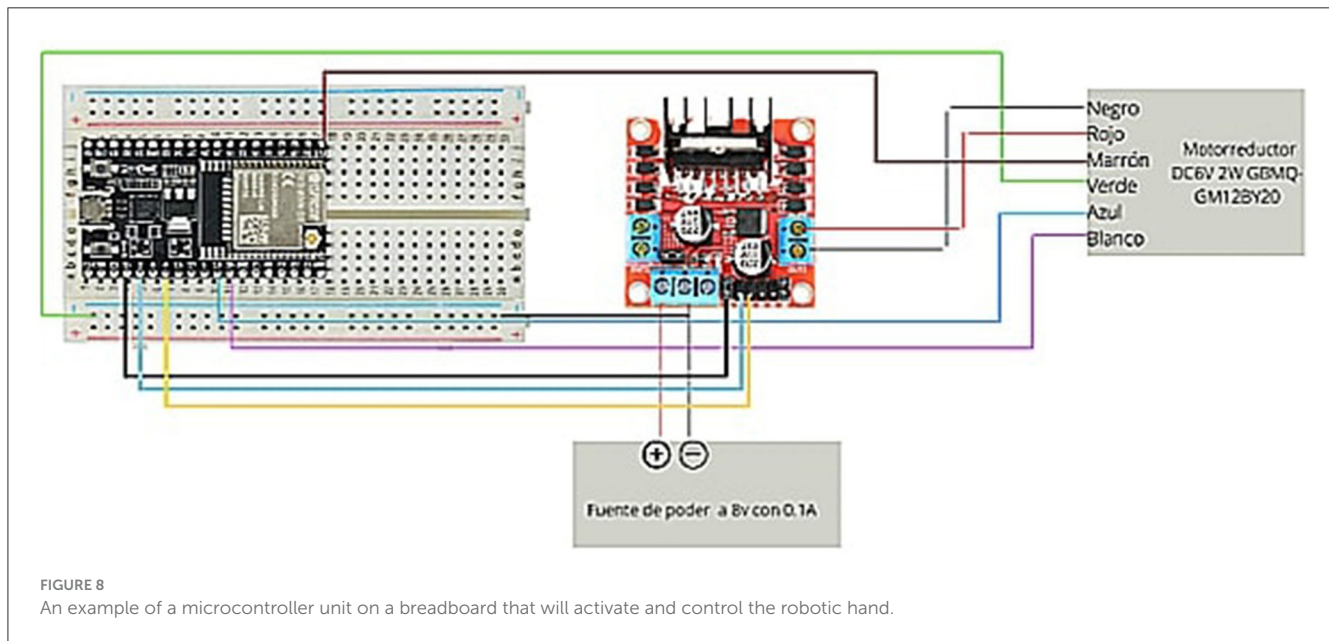 Negro
Rojo
Marrón
Verde
Azul
Blanco
Motorreductor
DC6V 2W GBMQ-
GM12BY20
a b c d e
f g h i j
+
−
Fuente de poder a 8v con 0.1A
FIGURE 8
An example of a microcontroller unit on a breadboard that will activate and control the robotic hand.